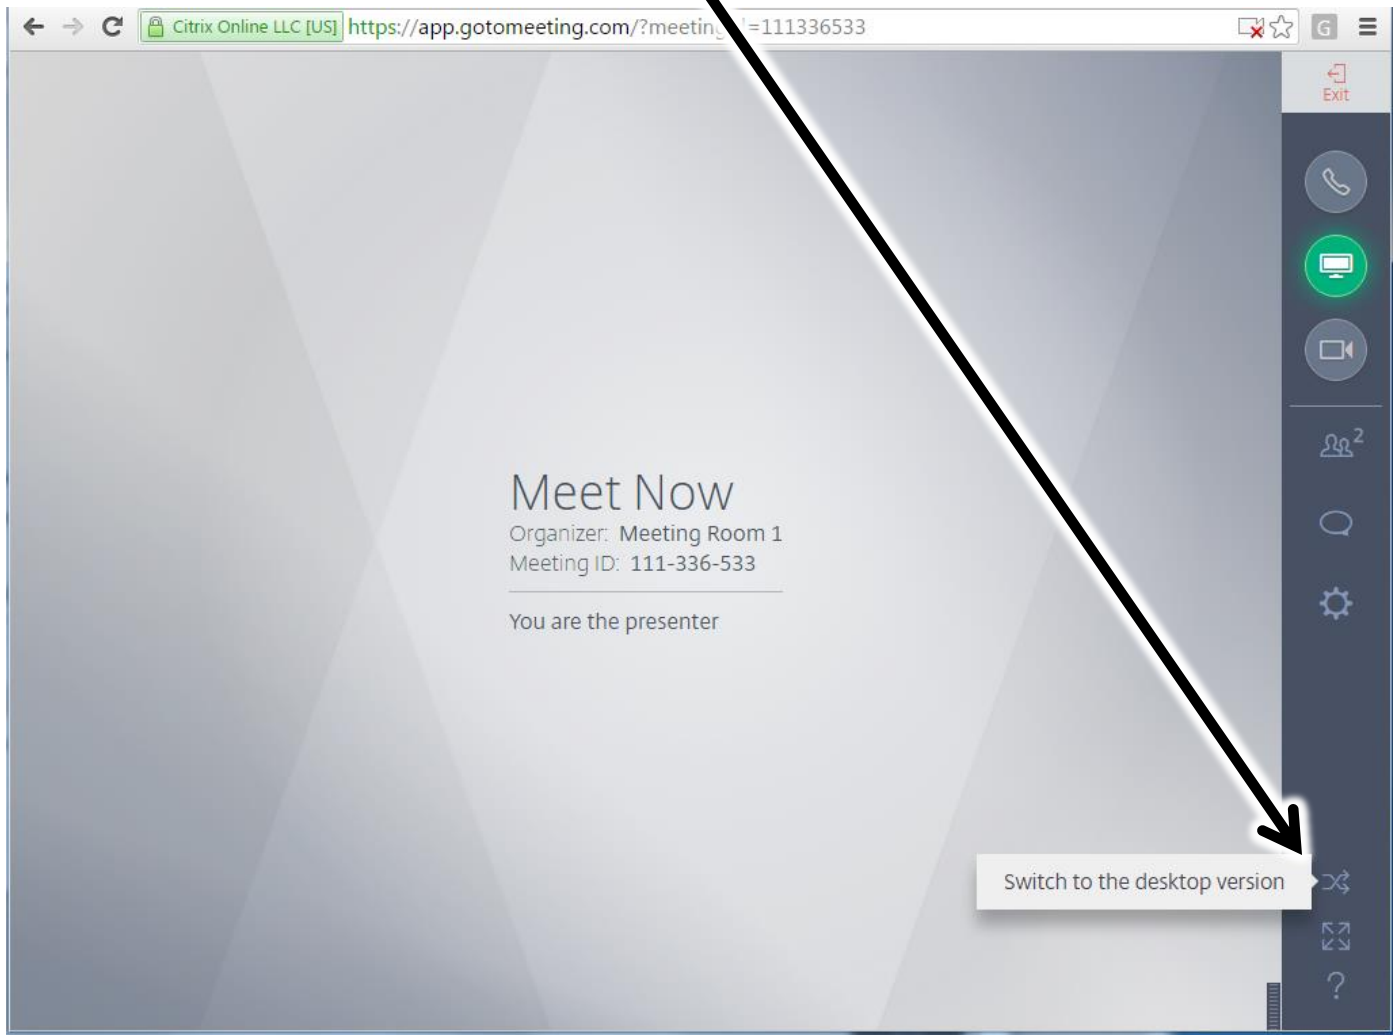 Citrix Online LLC [US] https://app.gotomeeting.com/?meetin =111336533
G
Exit
2
Meet Now
Organizer: Meeting Room 1
Meeting ID: 111-336-533
You are the presenter
Switch to the desktop version
?